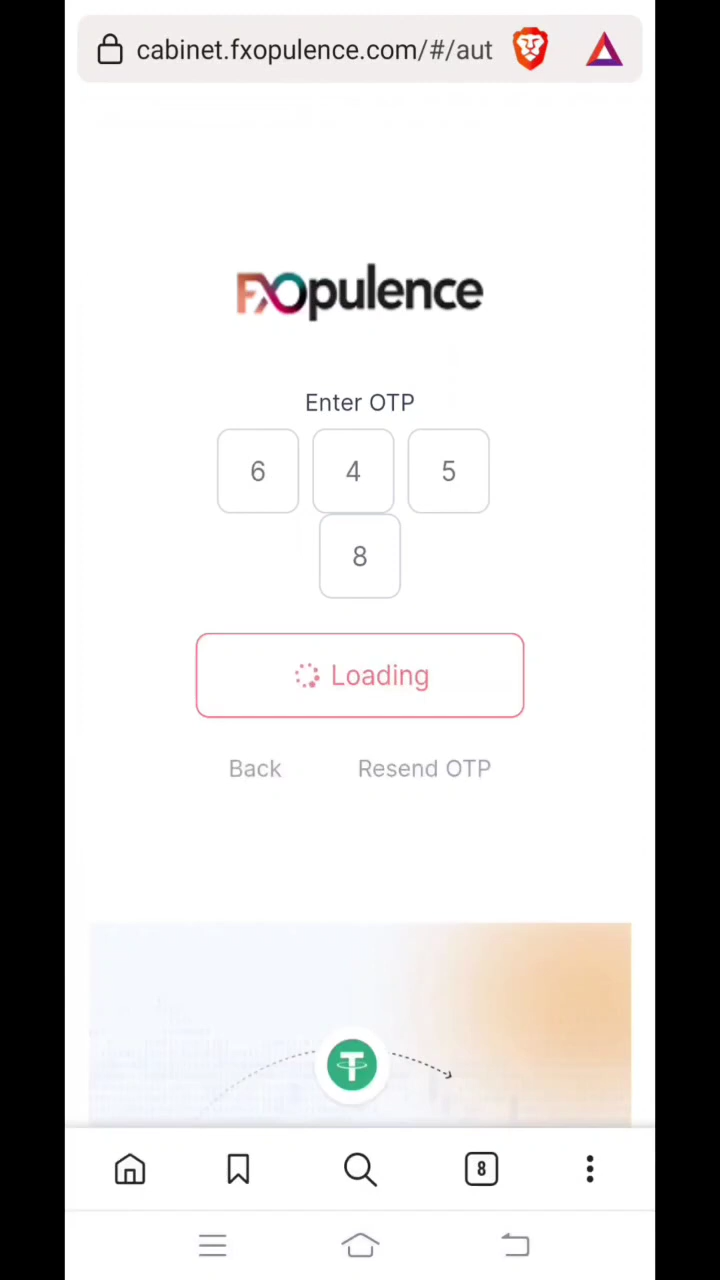 cabinet.fxopulence.com/#/aut
FXOpulence
Enter OTP
6 4 5
8
Loading
Back Resend OTP
8